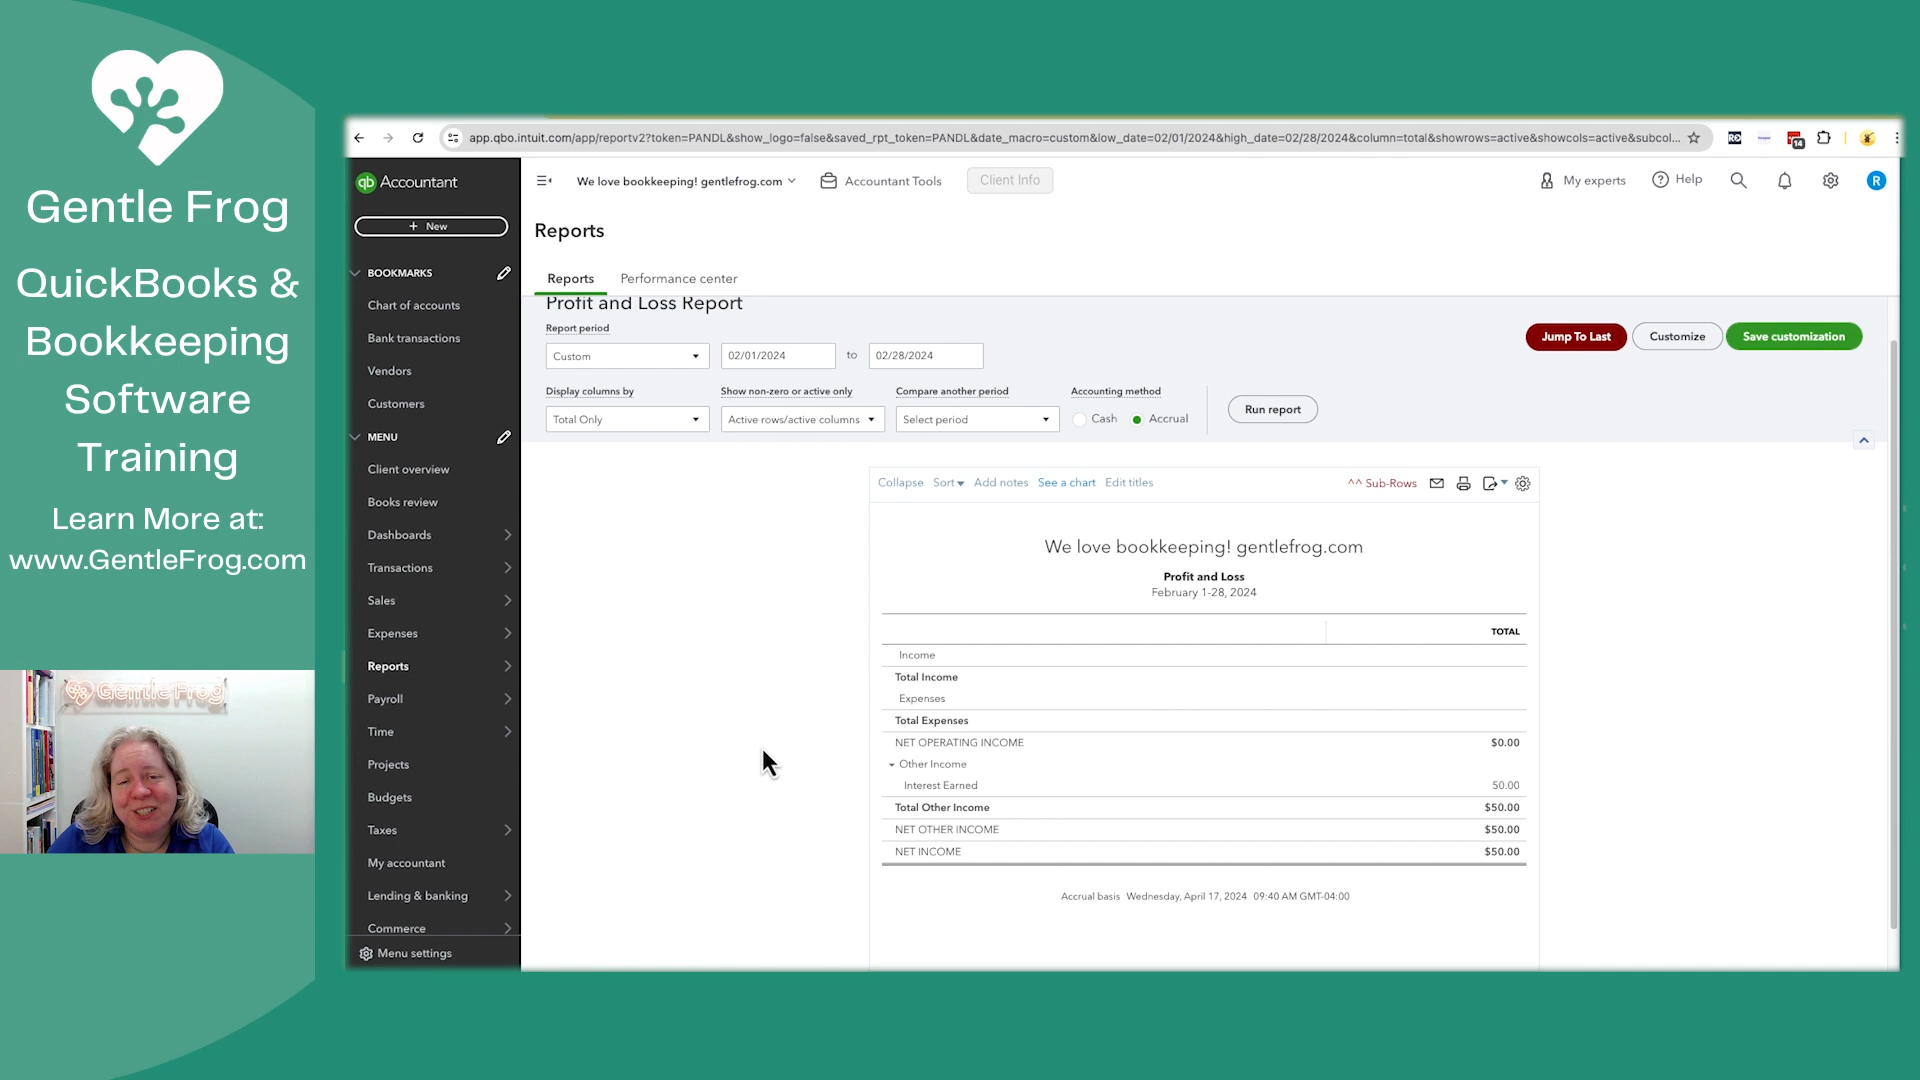 Gentle Frog
QuickBooks &
Bookkeeping
Software
Training
Learn More at:
www.GentleFrog.com
Gentle Frog
app.qbo.intuit.com/app/reportv2?token=PANDL&show_logo=false&saved_rpt_token=PANDL&date_macro=custom&low_date=02/01/2024&high_date=02/28/2024&column=total&showrows=active&showcols=active&subcol...
14
qb Accountant
+ New
BOOKMARKS
Chart of accounts
Bank transactions
Vendors
Customers
MENU
Client overview
Books review
Dashboards
Transactions
Sales
Expenses
Reports
Payroll
Time
Projects
Budgets
Taxes
My accountant
Lending & banking
Commerce
Menu settings
We love bookkeeping! gentlefrog.com
Accountant Tools
Client Info
My experts
Help
R
Reports
Reports
Performance center
Profit and Loss Report
Report period
Custom
02/01/2024
to
02/28/2024
Jump To Last
Customize
Save customization
Display columns by
Show non-zero or active only
Compare another period
Accounting method
Total Only
Active rows/active columns
Select period
Cash
Accrual
Run report
Collapse
Sort
Add notes
See a chart
Edit titles
^^ Sub-Rows
We love bookkeeping! gentlefrog.com
Profit and Loss
February 1-28, 2024
TOTAL
Income
Total Income
Expenses
Total Expenses
NET OPERATING INCOME $0.00
Other Income
Interest Earned 50.00
Total Other Income $50.00
NET OTHER INCOME $50.00
NET INCOME $50.00
Accrual basis Wednesday, April 17, 2024 09:40 AM GMT-04:00